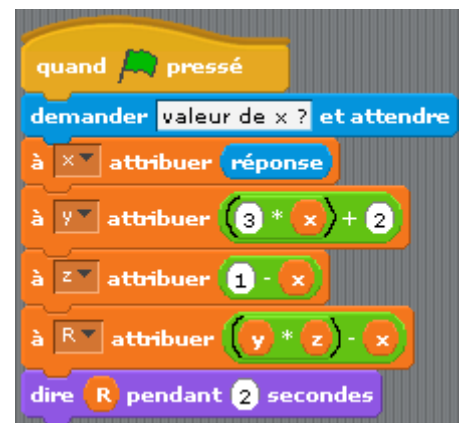 quand pressé
demander valeur de x ? et attendre
à x attribuer réponse
à y attribuer (3 * x) + 2
à z attribuer 1 - x
à R attribuer (y * z) - x
dire R pendant 2 secondes